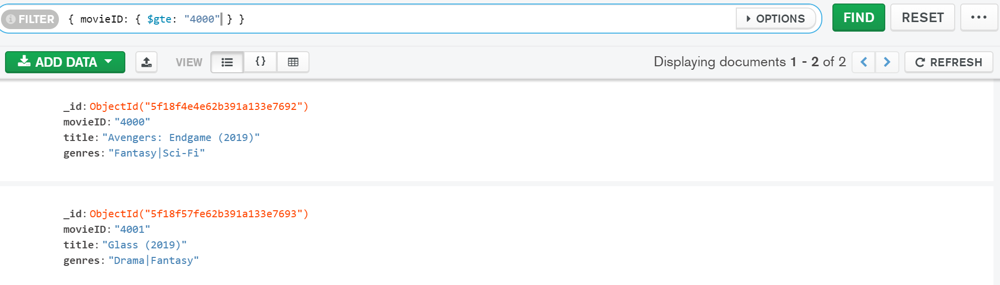 FILTER { movieID: { $gte: "4000" } } OPTIONS FIND RESET ...
ADD DATA VIEW {} Displaying documents 1 - 2 of 2 < > REFRESH
_id: ObjectId("5f18f4e4e62b391a133e7692")
movieID: "4000"
title: "Avengers: Endgame (2019)"
genres: "Fantasy|Sci-Fi"
_id: ObjectId("5f18f57fe62b391a133e7693")
movieID: "4001"
title: "Glass (2019)"
genres: "Drama|Fantasy"